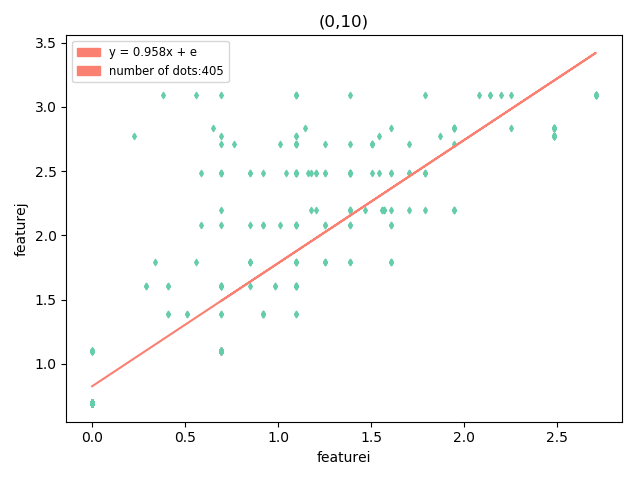 (0,10)
y = 0.958x + e
number of dots:405
3.5
3.0
2.5
2.0
1.5
1.0
featurej
0.0 0.5 1.0 1.5 2.0 2.5
featurei